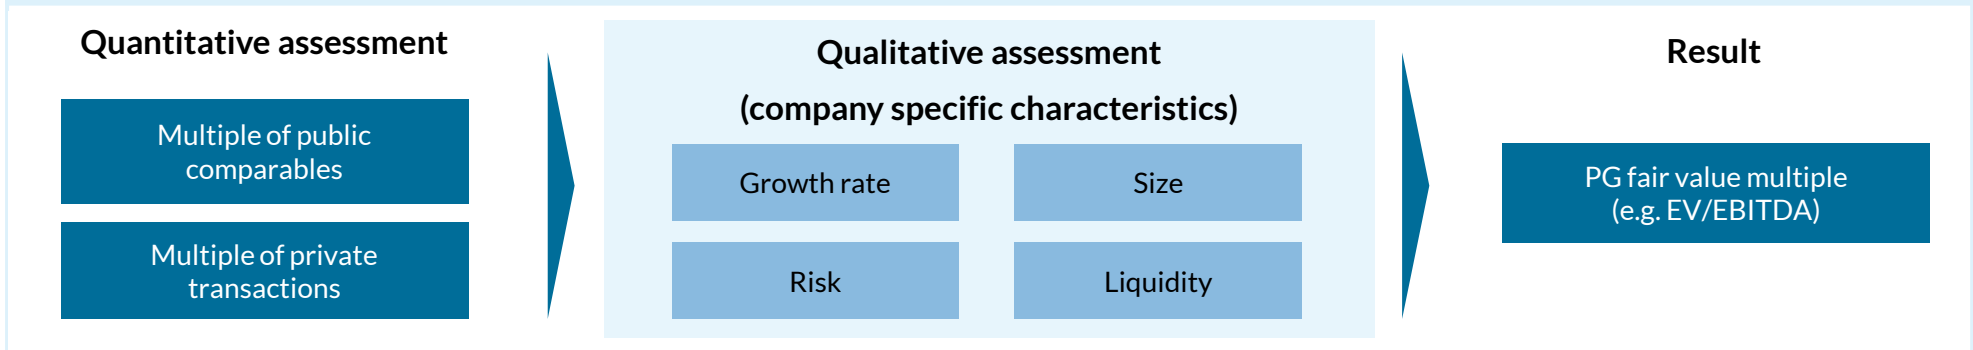 Quantitative assessment
Multiple of public
comparables
Multiple of private
transactions
Qualitative assessment
(company specific characteristics)
Growth rate
Size
Risk
Liquidity
Result
PG fair value multiple
(e.g. EV/EBITDA)